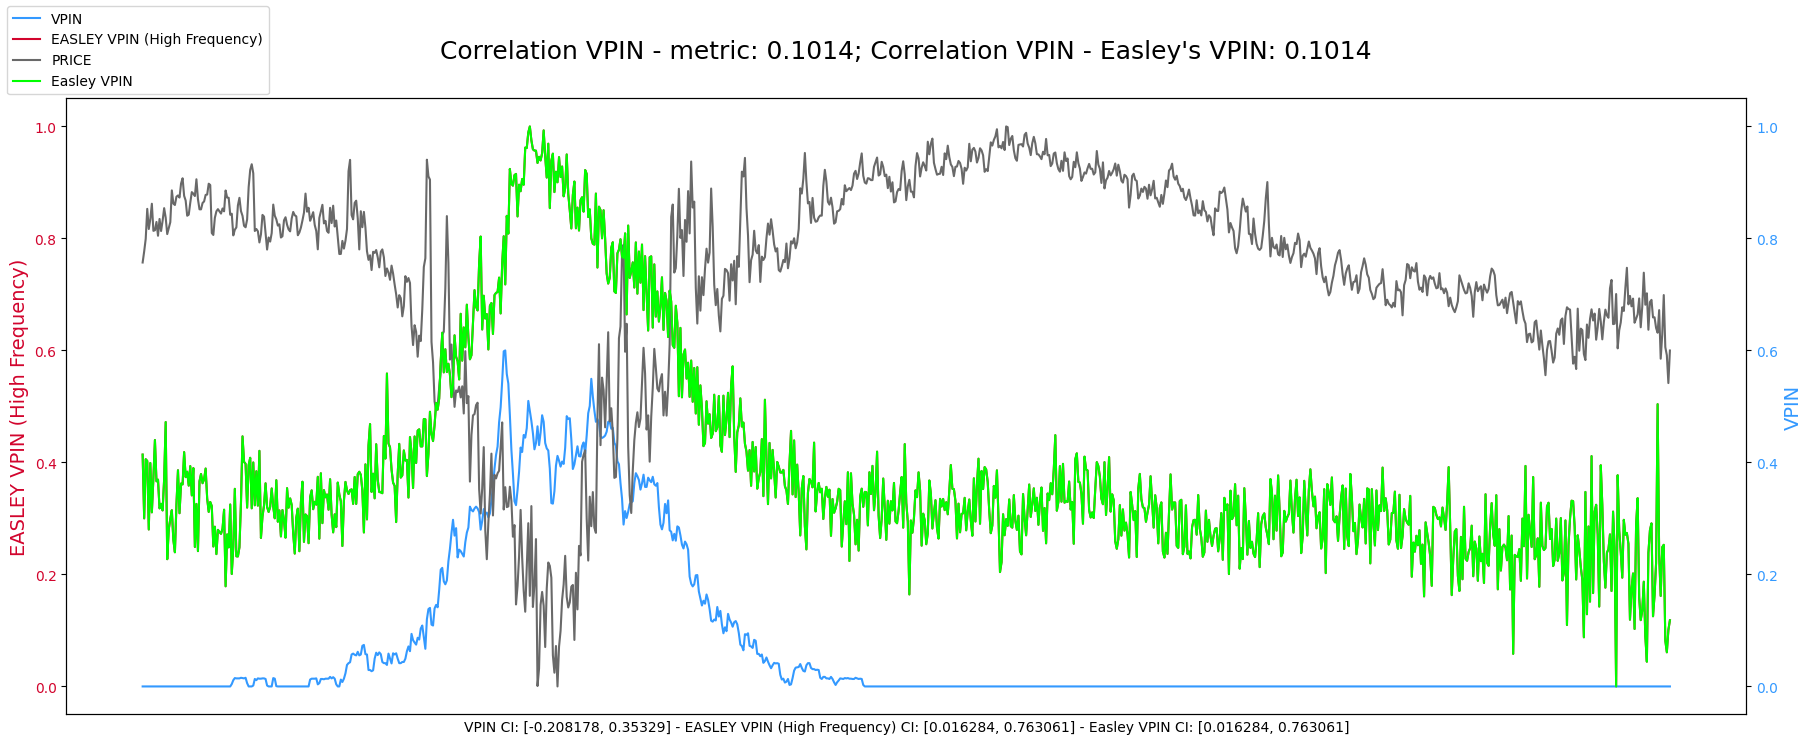 VPIN
EASLEY VPIN (High Frequency)
PRICE
Easley VPIN
Correlation VPIN - metric: 0.1014; Correlation VPIN - Easley's VPIN: 0.1014
EASLEY VPIN (High Frequency)
1.0
0.8
0.6
0.4
0.2
0.0
1.0
0.8
0.6
0.4
0.2
0.0
VPIN
VPIN CI: [-0.208178, 0.35329] - EASLEY VPIN (High Frequency) CI: [0.016284, 0.763061] - Easley VPIN CI: [0.016284, 0.763061]